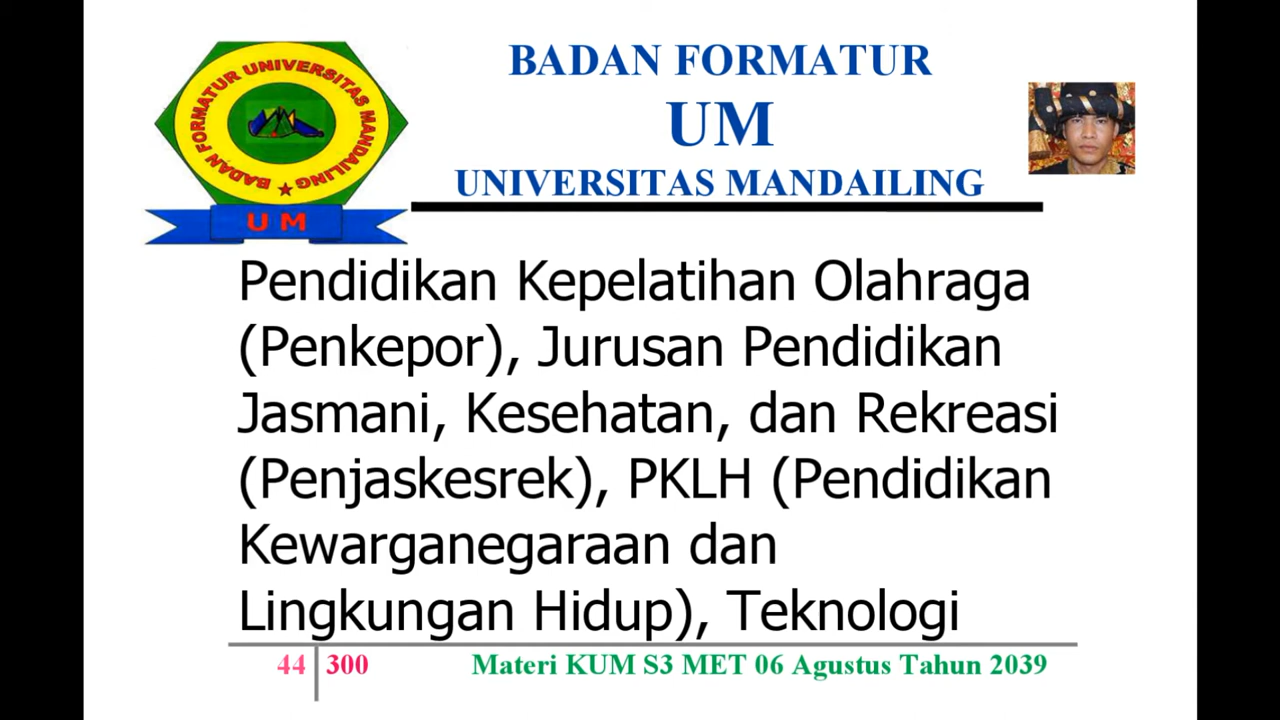 BADAN FORMATUR
UM
UNIVERSITAS MANDAILING
BADAN FORMATUR UNIVERSITAS MANDAILING
U M
Pendidikan Kepelatihan Olahraga
(Penkepor), Jurusan Pendidikan
Jasmani, Kesehatan, dan Rekreasi
(Penjaskesrek), PKLH (Pendidikan
Kewarganegaraan dan
Lingkungan Hidup), Teknologi
44 300 Materi KUM S3 MET 06 Agustus Tahun 2039